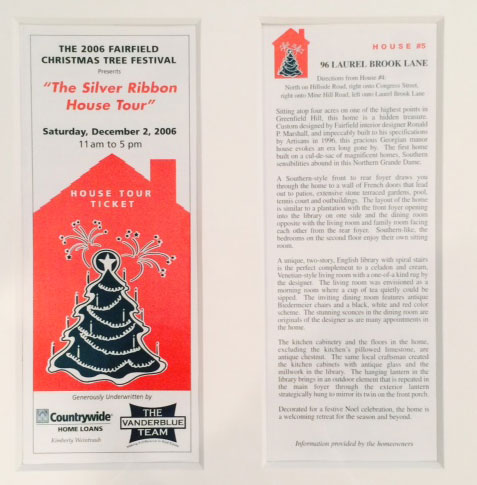 THE 2006 FAIRFIELD
CHRISTMAS TREE FESTIVAL
Presents
"The Silver Ribbon
House Tour"
Saturday, December 2, 2006
11am to 5 pm
HOUSE TOUR
TICKET
Generously Underwritten by
Countrywide
HOME LOANS
Kimberly Weintraub
THE
VANDERBLUE
TEAM
HOUSE #5
96 LAUREL BROOK LANE
Directions from House #4:
North on Hillside Road, right onto Congress Street,
right onto Mine Hill Road, left onto Laurel Brook Lane
Sitting atop four acres on one of the highest points in
Greenfield Hill, this home is a hidden treasure.
Custom designed by Fairfield interior designer Ronald
P. Marshall, and impeccably built to his specifications
by Artisans in 1996, this gracious Georgian manor
house evokes an era long gone by. The first home
built on a cul-de-sac of magnificent homes, Southern
sensibilities abound in this Northern Grande Dame.
A Southern-style front to rear foyer draws you
through the home to a wall of French doors that lead
out to patios, extensive stone terraced gardens, pool,
tennis court and outbuildings. The layout of the home
is similar to a plantation with the front foyer opening
into the library on one side and the dining room
opposite with the living room and family room facing
each other from the rear foyer. Southern-like, the
bedrooms on the second floor enjoy their own sitting
room.
A unique, two-story, English library with spiral stairs
is the perfect complement to a celadon and cream,
Venetian-style living room with a one-of-a-kind rug by
the designer. The living room was envisioned as a
morning room where a cup of tea quietly could be
sipped. The inviting dining room features antique
Biedermeier chairs and a black, white and red color
scheme. The stunning sconces in the dining room are
originals of the designer as are many appointments in
the home.
The kitchen cabinetry and the floors in the home,
excluding the kitchen's pillowed limestone, are
antique chestnut. The same local craftsman created
the kitchen cabinets with antique glass and the
millwork in the library. The hanging lantern in the
library brings in an outdoor element that is repeated in
the main foyer through the exterior lantern
strategically hung to mirror its twin on the front porch.
Decorated for a festive Noel celebration, the home is
a welcoming retreat for the season and beyond.
Information provided by the homeowners